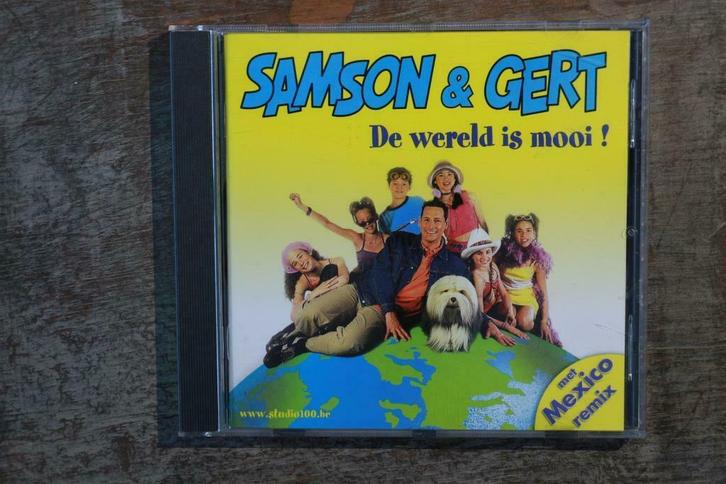 SAMSON & GERT
De wereld is mooi !
www.studio100.be
met
Mexico
remix